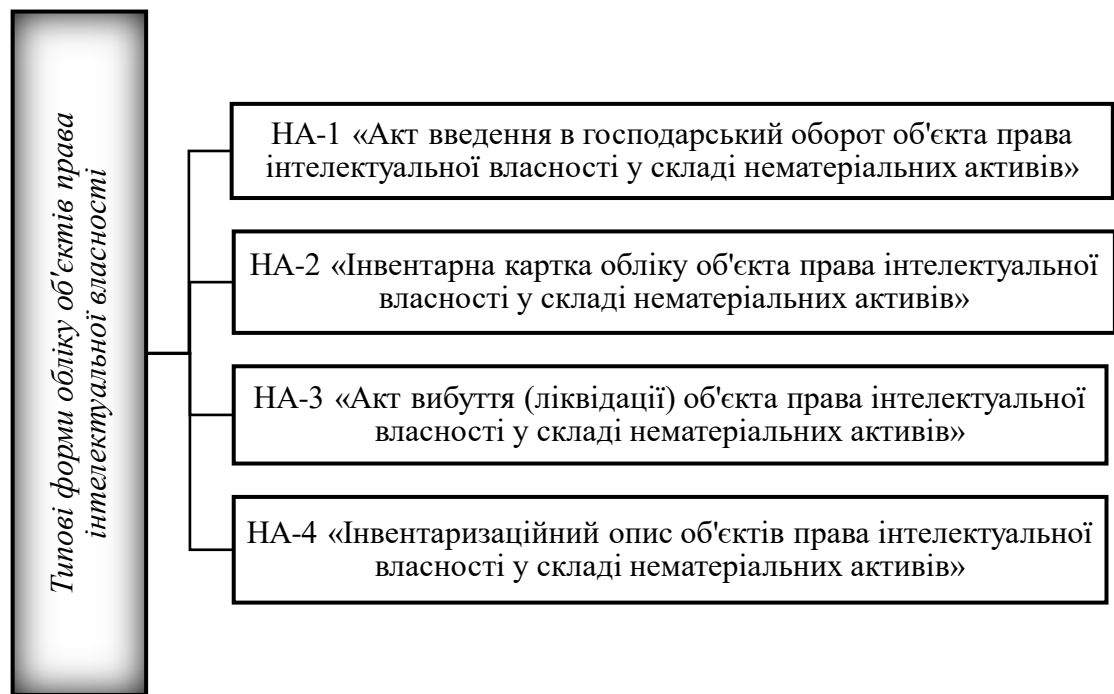 Типові форми обліку об'єктів права
інтелектуальної власності
НА-1 «Акт введення в господарський оборот об'єкта права
інтелектуальної власності у складі нематеріальних активів»
НА-2 «Інвентарна картка обліку об'єкта права інтелектуальної
власності у складі нематеріальних активів»
НА-3 «Акт вибуття (ліквідації) об'єкта права інтелектуальної
власності у складі нематеріальних активів»
НА-4 «Інвентаризаційний опис об'єктів права інтелектуальної
власності у складі нематеріальних активів»